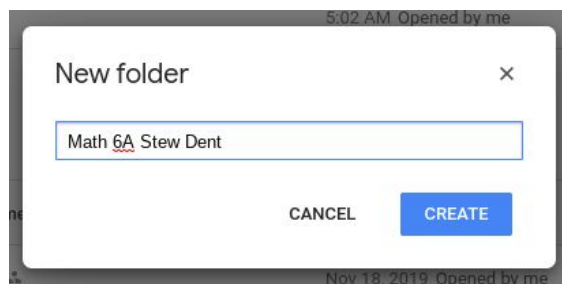 5:02 AM Opened by me
New folder
×
Math 6A Stew Dent
CANCEL CREATE
me
Nov 18, 2019 Opened by me